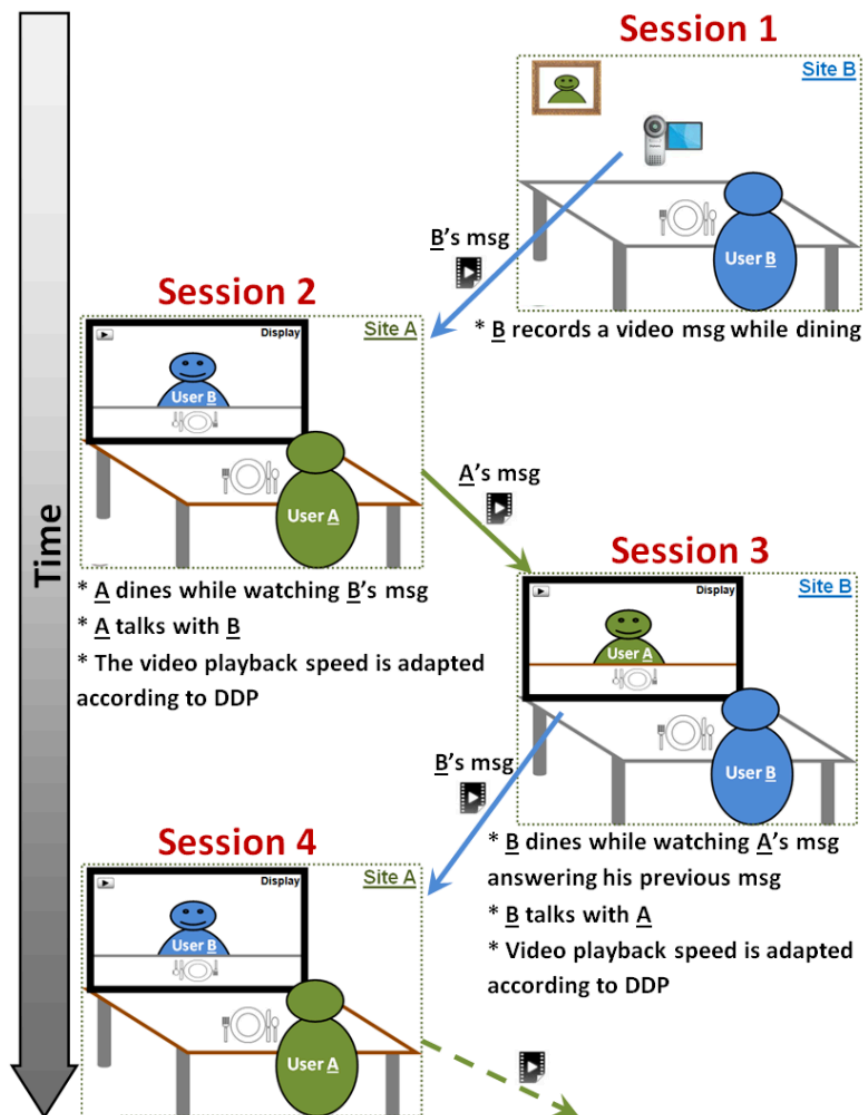 Session 1
Site B
User B
B's msg
* B records a video msg while dining
Session 2
Display
Site A
User B
User A
* A dines while watching B's msg
* A talks with B
* The video playback speed is adapted
according to DDP
A's msg
Session 3
Display
Site B
User A
User B
* B dines while watching A's msg
answering his previous msg
* B talks with A
* Video playback speed is adapted
according to DDP
B's msg
Session 4
Display
Site A
User B
User A
Time